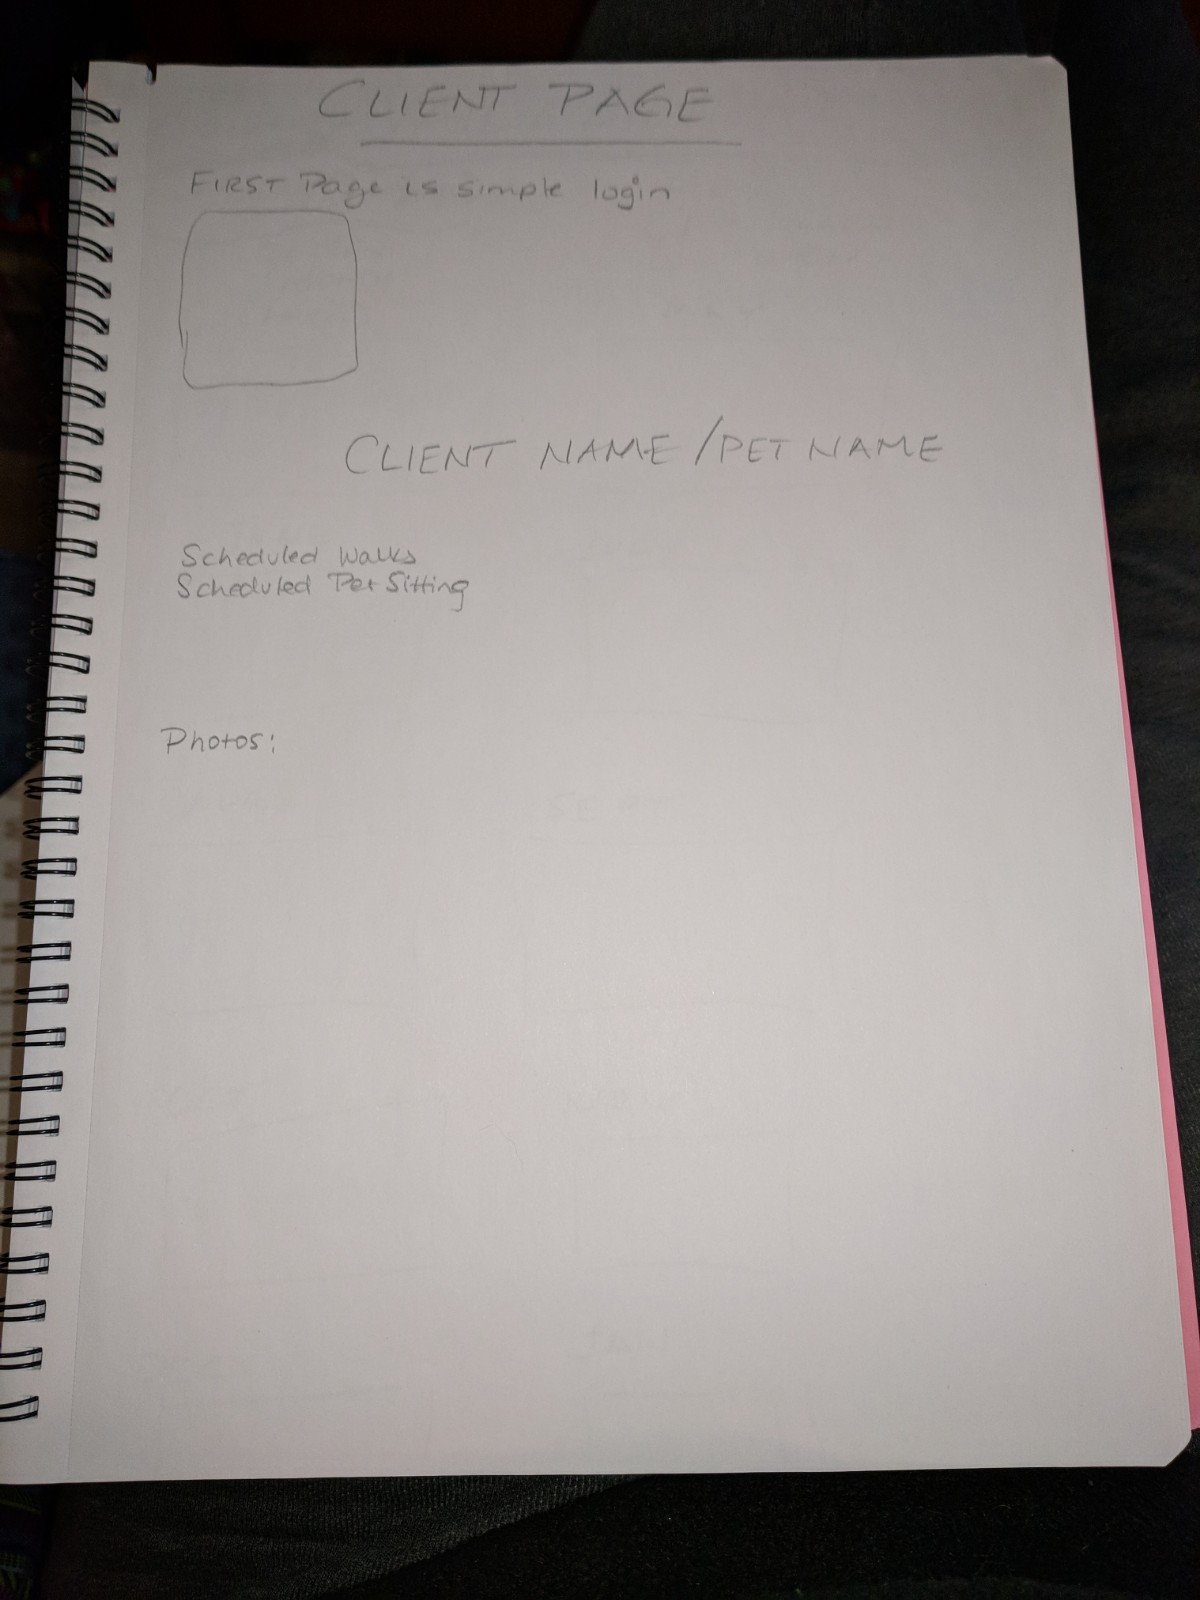 CLIENT PAGE
FIRST Page is simple login
CLIENT NAME / PET NAME
Scheduled Walks
Scheduled Pet Sitting
Photos: